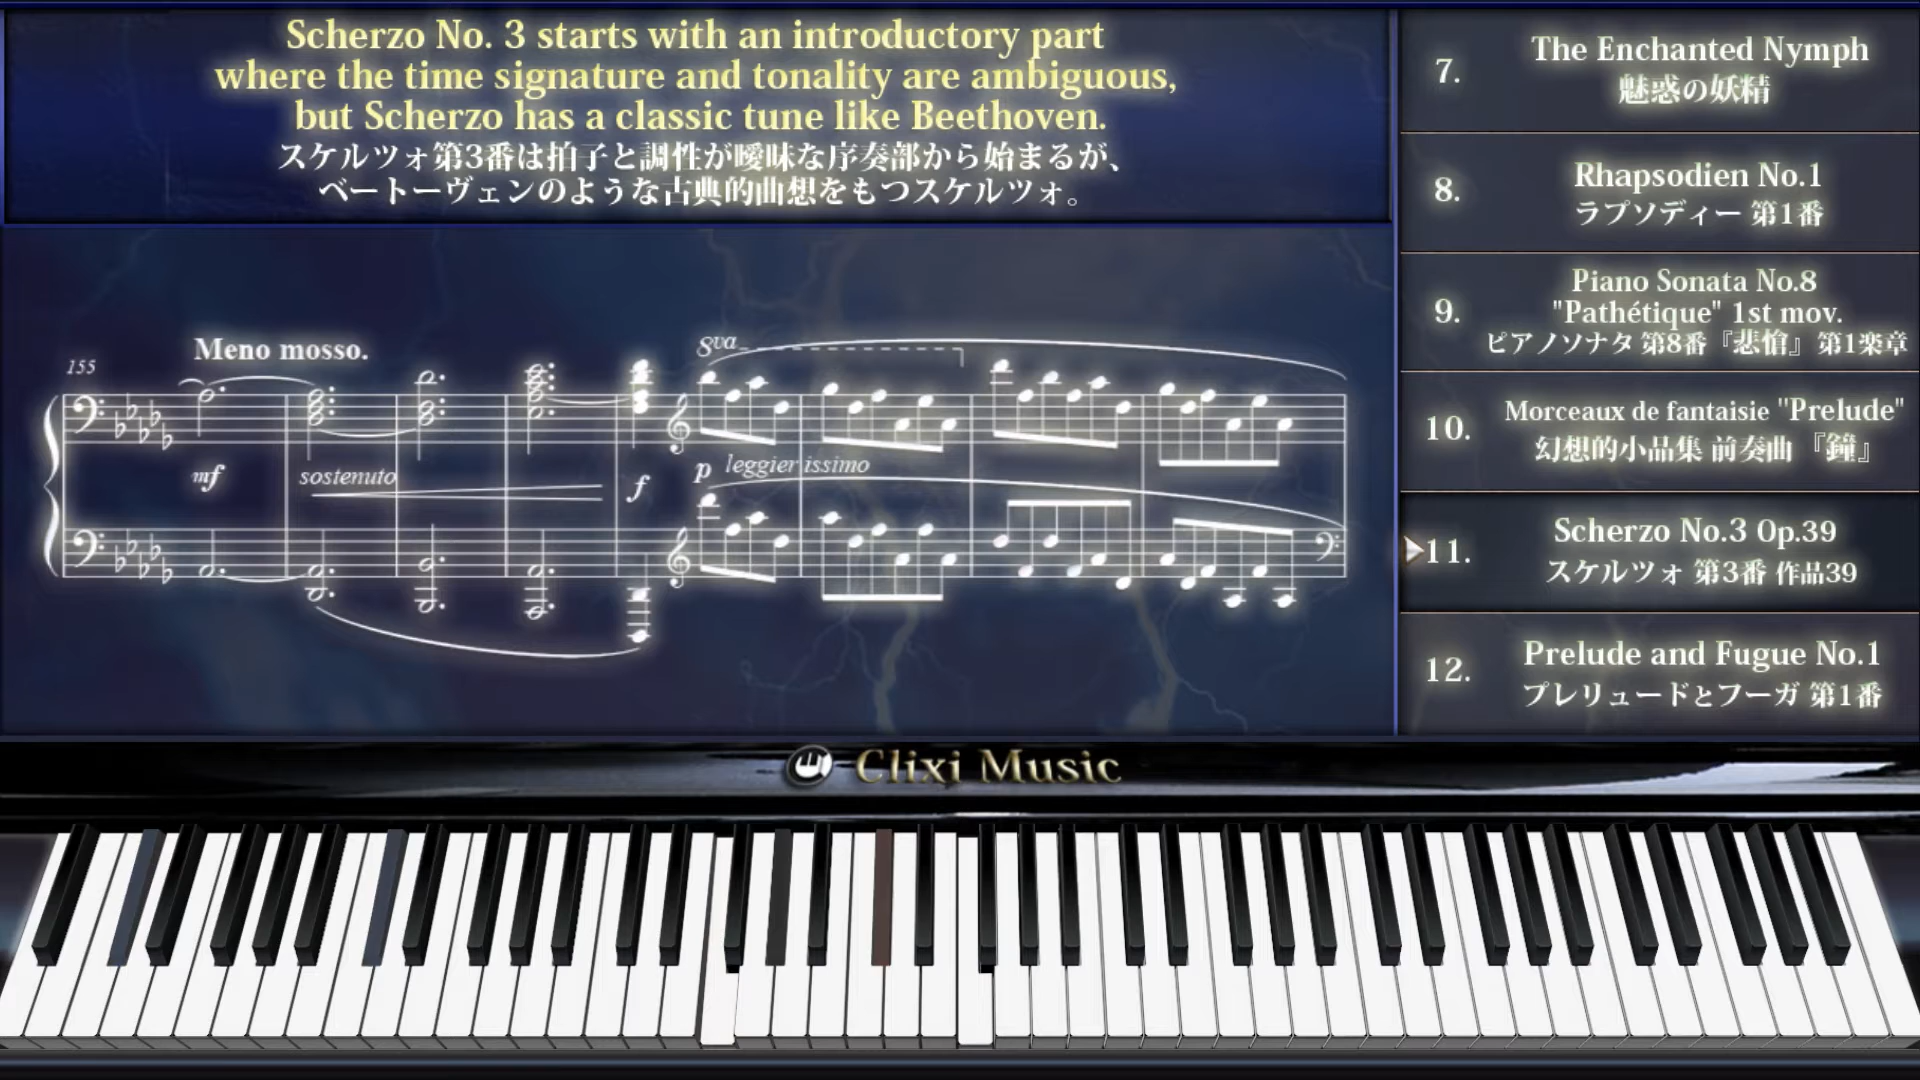 Scherzo No. 3 starts with an introductory part
where the time signature and tonality are ambiguous,
but Scherzo has a classic tune like Beethoven.
スケルツォ第3番は拍子と調性が曖昧な序奏部から始まるが、
ベートーヴェンのような古典的曲想をもつスケルツォ。
155
Meno mosso.
8va
mf
sostenuto
f
p leggierissimo
7.
The Enchanted Nymph
魅惑の妖精
8.
Rhapsodien No.1
ラプソディー 第1番
9.
Piano Sonata No.8
"Pathétique" 1st mov.
ピアノソナタ 第8番『悲愴』第1楽章
10.
Morceaux de fantaisie "Prelude"
幻想的小品集 前奏曲『鐘』
11.
Scherzo No.3 Op.39
スケルツォ 第3番 作品39
12.
Prelude and Fugue No.1
プレリュードとフーガ 第1番
Clixi Music